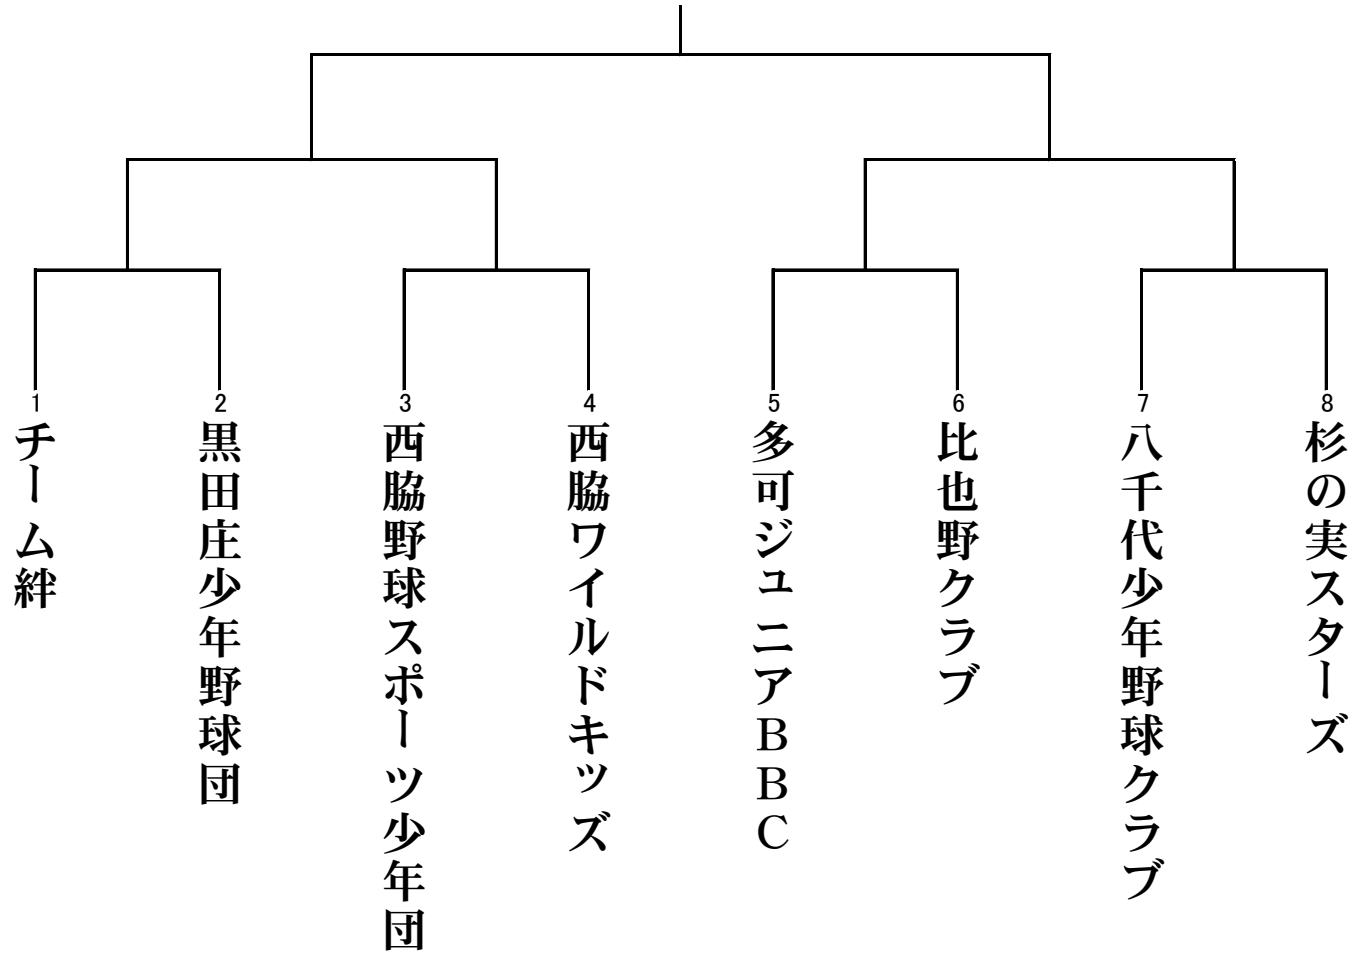 1
チーム絆
2
黒田庄少年野球団
3
西脇野球スポーツ少年団
4
西脇ワイルドキッズ
5
多可ジュニアＢＢＣ
6
比也野クラブ
7
八千代少年野球クラブ
8
杉の実スターズ